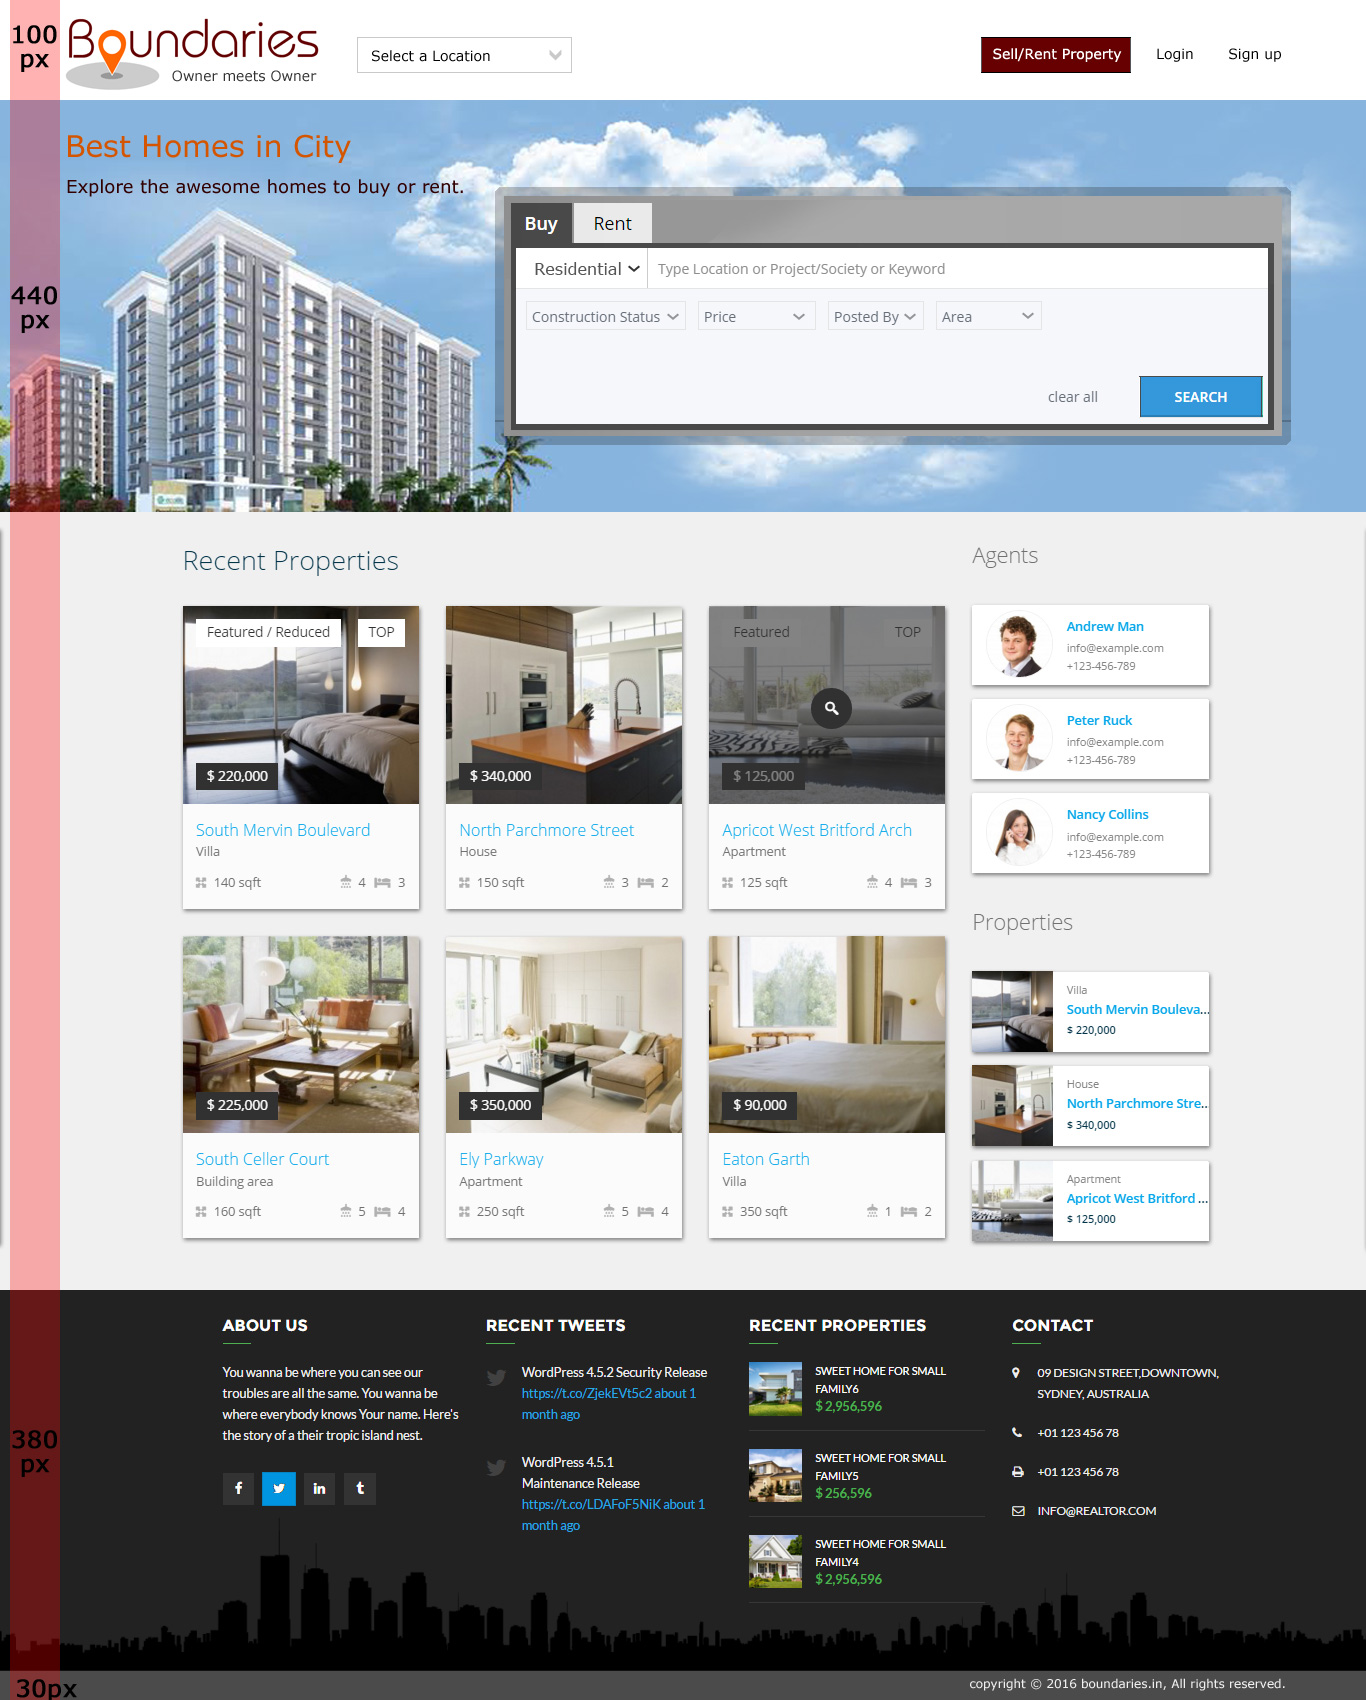 100
px
Boundaries
Owner meets Owner
Select a Location
Sell/Rent Property
Login
Sign up
Best Homes in City
Explore the awesome homes to buy or rent.
440
px
Buy
Rent
Residential
Type Location or Project/Society or Keyword
Construction Status
Price
Posted By
Area
clear all
SEARCH
Recent Properties
Featured / Reduced
TOP
$ 220,000
South Mervin Boulevard
Villa
140 sqft
4
3
$ 340,000
North Parchmore Street
House
150 sqft
3
2
Featured
TOP
$ 125,000
Apricot West Britford Arch
Apartment
125 sqft
4
3
$ 225,000
South Celler Court
Building area
160 sqft
5
4
$ 350,000
Ely Parkway
Apartment
250 sqft
5
4
$ 90,000
Eaton Garth
Villa
350 sqft
1
2
Agents
Andrew Man
info@example.com
+123-456-789
Peter Ruck
info@example.com
+123-456-789
Nancy Collins
info@example.com
+123-456-789
Properties
Villa
South Mervin Bouleva...
$ 220,000
House
North Parchmore Stre...
$ 340,000
Apartment
Apricot West Britford ...
$ 125,000
380
px
ABOUT US
You wanna be where you can see our
troubles are all the same. You wanna be
where everybody knows Your name. Here's
the story of a their tropic island nest.
f
in
t
RECENT TWEETS
WordPress 4.5.2 Security Release
https://t.co/ZjekEVt5c2 about 1
month ago
WordPress 4.5.1
Maintenance Release
https://t.co/LDAFoF5NiK about 1
month ago
RECENT PROPERTIES
SWEET HOME FOR SMALL
FAMILY6
$ 2,956,596
SWEET HOME FOR SMALL
FAMILY5
$ 256,596
SWEET HOME FOR SMALL
FAMILY4
$ 2,956,596
CONTACT
09 DESIGN STREET,DOWNTOWN,
SYDNEY, AUSTRALIA
+01 123 456 78
+01 123 456 78
INFO@REALTOR.COM
30px
copyright © 2016 boundaries.in, All rights reserved.